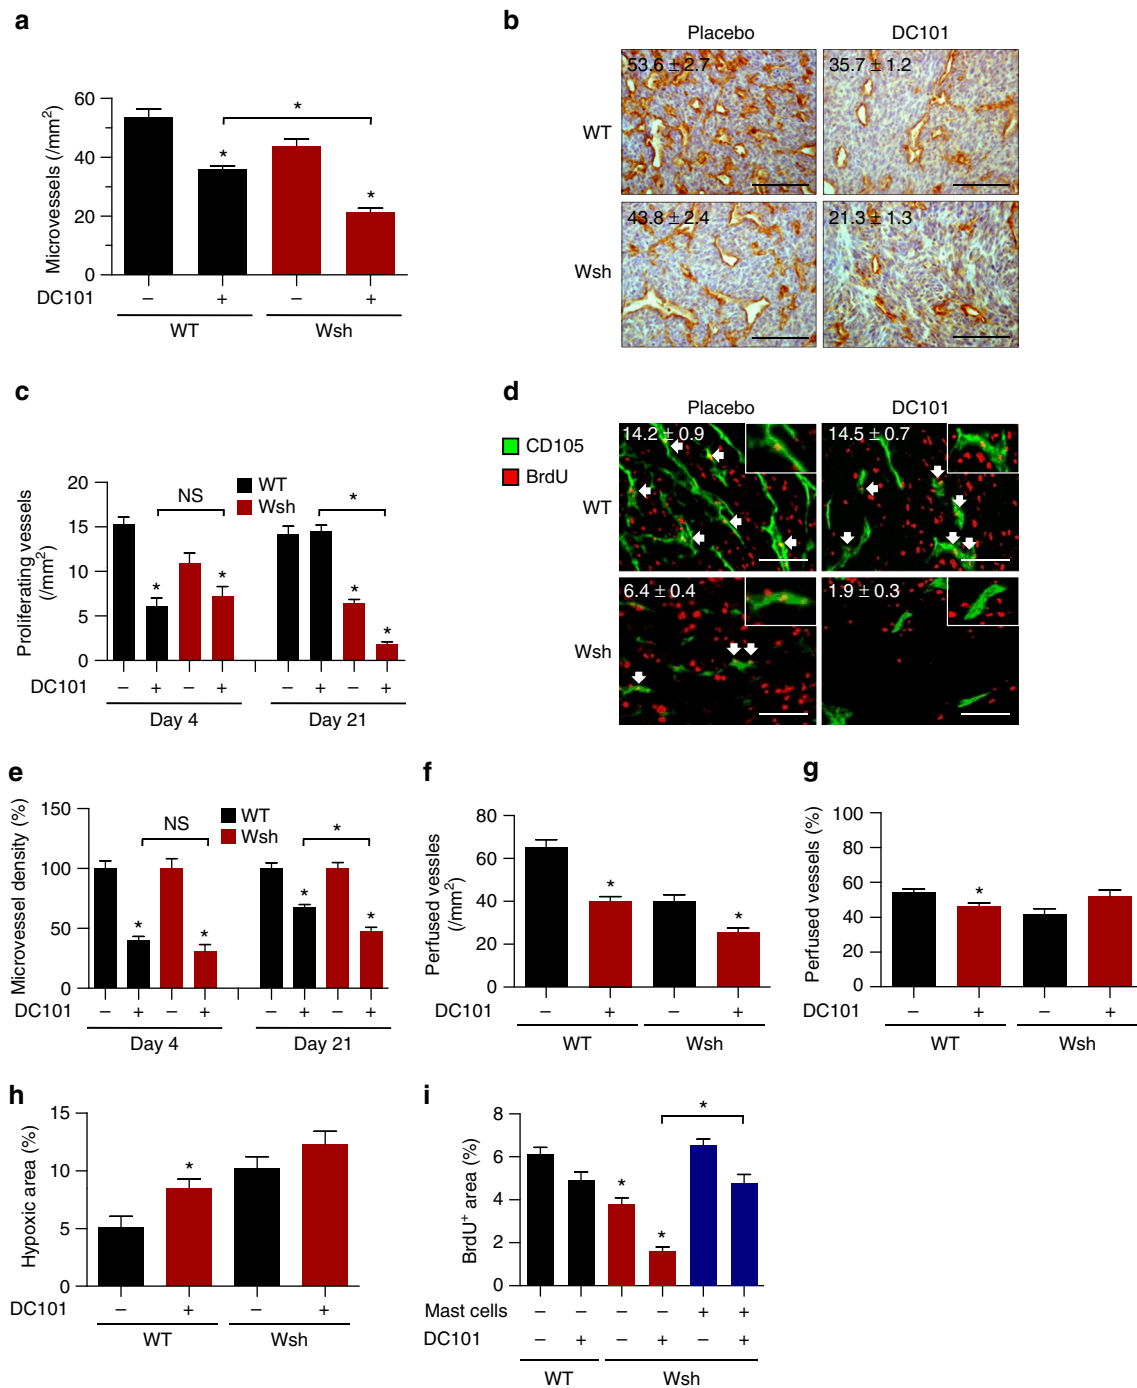 a
Microvessels (/mm²)
60
40
20
0
*
*
*
DC101
– + – +
WT Wsh
b
Placebo DC101
WT
53.6 ± 2.7 35.7 ± 1.2
Wsh
43.8 ± 2.4 21.3 ± 1.3
c
Proliferating vessels
(/mm²)
20
15
10
5
0
WT
Wsh
NS
*
* *
*
*
DC101
– + – + – + – +
Day 4 Day 21
d
Placebo DC101
CD105
BrdU
WT
14.2 ± 0.9 14.5 ± 0.7
Wsh
6.4 ± 0.4 1.9 ± 0.3
e
Microvessel density (%)
150
100
50
0
WT
Wsh
NS
*
* *
* *
DC101
– + – + – + – +
Day 4 Day 21
f
Perfused vessles
(/mm²)
80
60
40
20
0
*
*
DC101
– + – +
WT Wsh
g
Perfused vessels (%)
100
80
60
40
20
0
*
DC101
– + – +
WT Wsh
h
Hypoxic area (%)
15
10
5
0
*
DC101
– + – +
WT Wsh
i
BrdU⁺ area (%)
8
6
4
2
0
*
*
*
Mast cells
– – – – + +
DC101
– + – + – +
WT Wsh